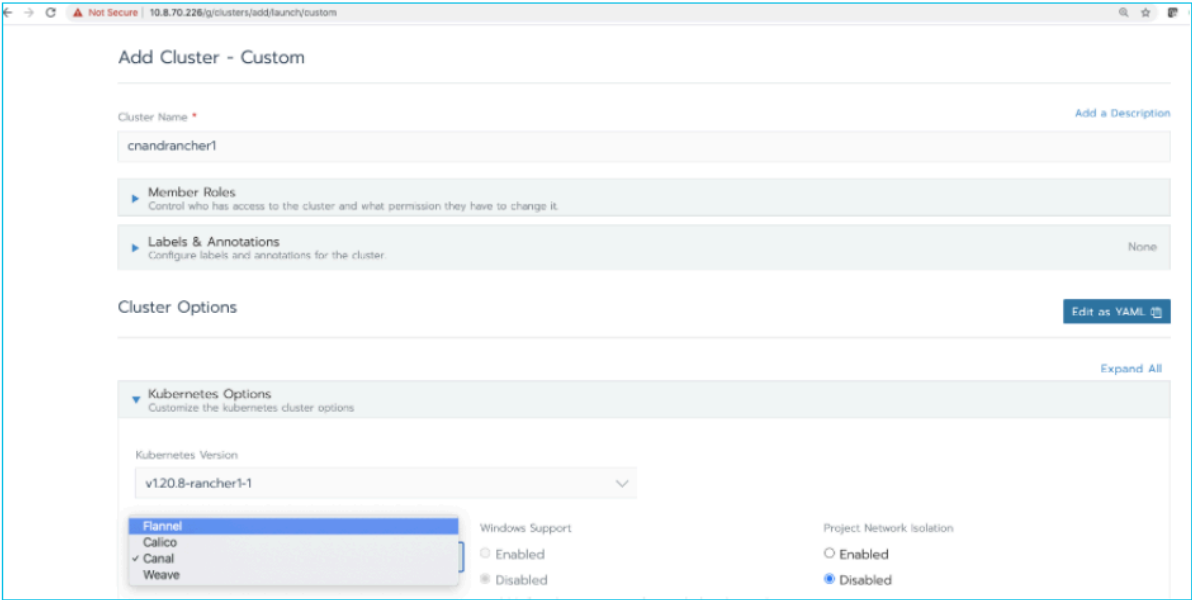 Not Secure | 10.8.70.226/g/clusters/add/launch/custom
Add Cluster - Custom
Cluster Name *
Add a Description
cnandrancher1
Member Roles
Control who has access to the cluster and what permission they have to change it.
Labels & Annotations
Configure labels and annotations for the cluster.
None
Cluster Options
Edit as YAML
Expand All
Kubernetes Options
Customize the kubernetes cluster options
Kubernetes Version
v1.20.8-rancher1-1
Flannel
Calico
✓ Canal
Weave
Windows Support
Enabled
Disabled
Project Network Isolation
Enabled
Disabled